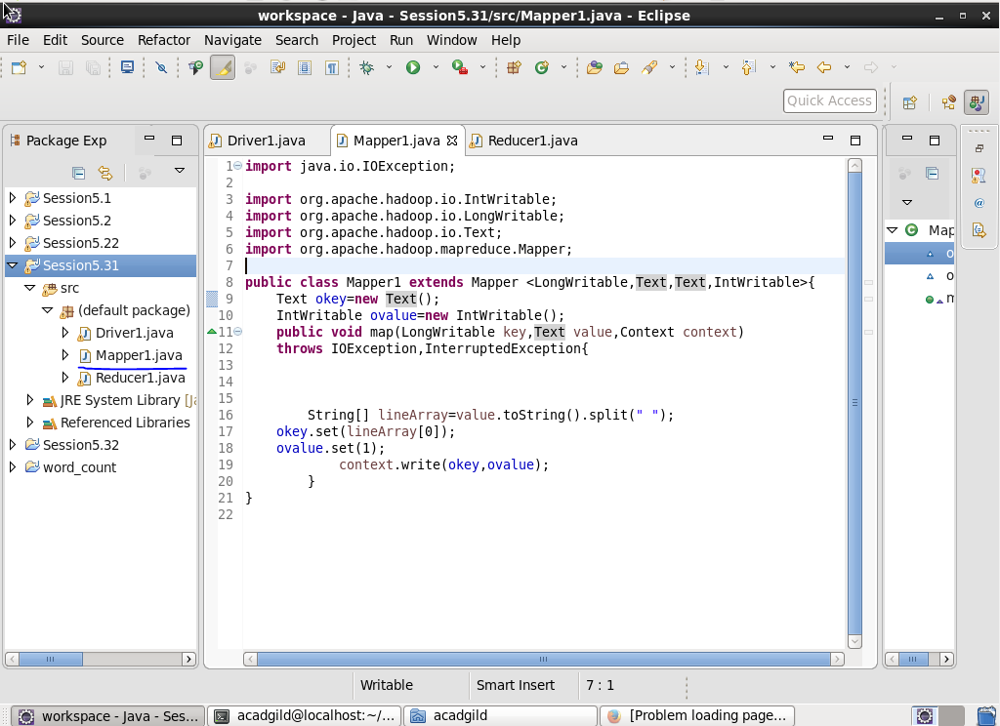 workspace - Java - Session5.31/src/Mapper1.java - Eclipse
File Edit Source Refactor Navigate Search Project Run Window Help
Quick Access
Package Exp
Driver1.java Mapper1.java Reducer1.java
Session5.1
Session5.2
Session5.22
Session5.31
src
(default package)
Driver1.java
Mapper1.java
Reducer1.java
JRE System Library [Ja
Referenced Libraries
Session5.32
word_count
1 import java.io.IOException;
2
3 import org.apache.hadoop.io.IntWritable;
4 import org.apache.hadoop.io.LongWritable;
5 import org.apache.hadoop.io.Text;
6 import org.apache.hadoop.mapreduce.Mapper;
7
8 public class Mapper1 extends Mapper <LongWritable,Text,Text,IntWritable>{
9 Text okey=new Text();
10 IntWritable ovalue=new IntWritable();
11 public void map(LongWritable key,Text value,Context context)
12 throws IOException,InterruptedException{
13
14
15
16 String[] lineArray=value.toString().split(" ");
17 okey.set(lineArray[0]);
18 ovalue.set(1);
19 context.write(okey,ovalue);
20 }
21 }
22
Map
o
o
m
Writable Smart Insert 7 : 1
workspace - Java - Ses... acadgild@localhost:~/... acadgild [Problem loading page...